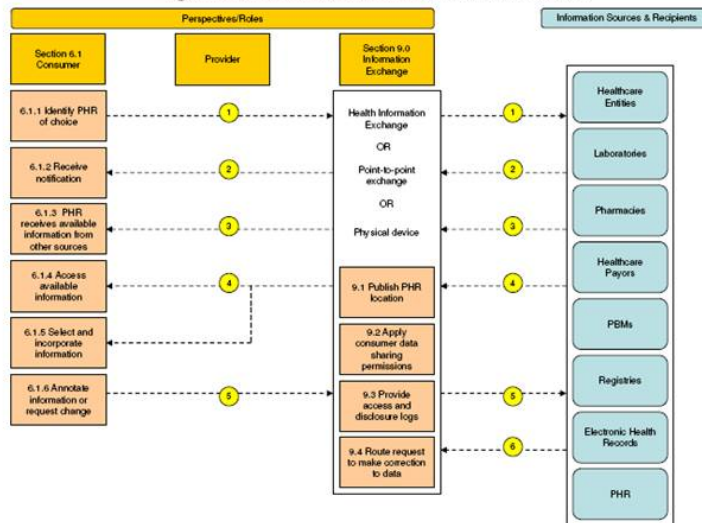 Perspectives/Roles
Information Sources & Recipients
Section 6.1
Consumer
Provider
Section 9.0
Information
Exchange
6.1.1 Identify PHR
of choice
1
Health Information
Exchange
1
Healthcare
Entities
OR
6.1.2 Receive
notification
2
Point-to-point
exchange
2
Laboratories
OR
6.1.3 PHR
receives available
information from
other sources
3
Physical device
3
Pharmacies
6.1.4 Access
available
information
4
9.1 Publish PHR
location
4
Healthcare
Payors
6.1.5 Select and
incorporate
information
9.2 Apply
consumer data
sharing
permissions
PBMs
6.1.6 Annotate
information or
request change
5
9.3 Provide
access and
disclosure logs
5
Registries
9.4 Route request
to make correction
to data
6
Electronic Health
Records
PHR